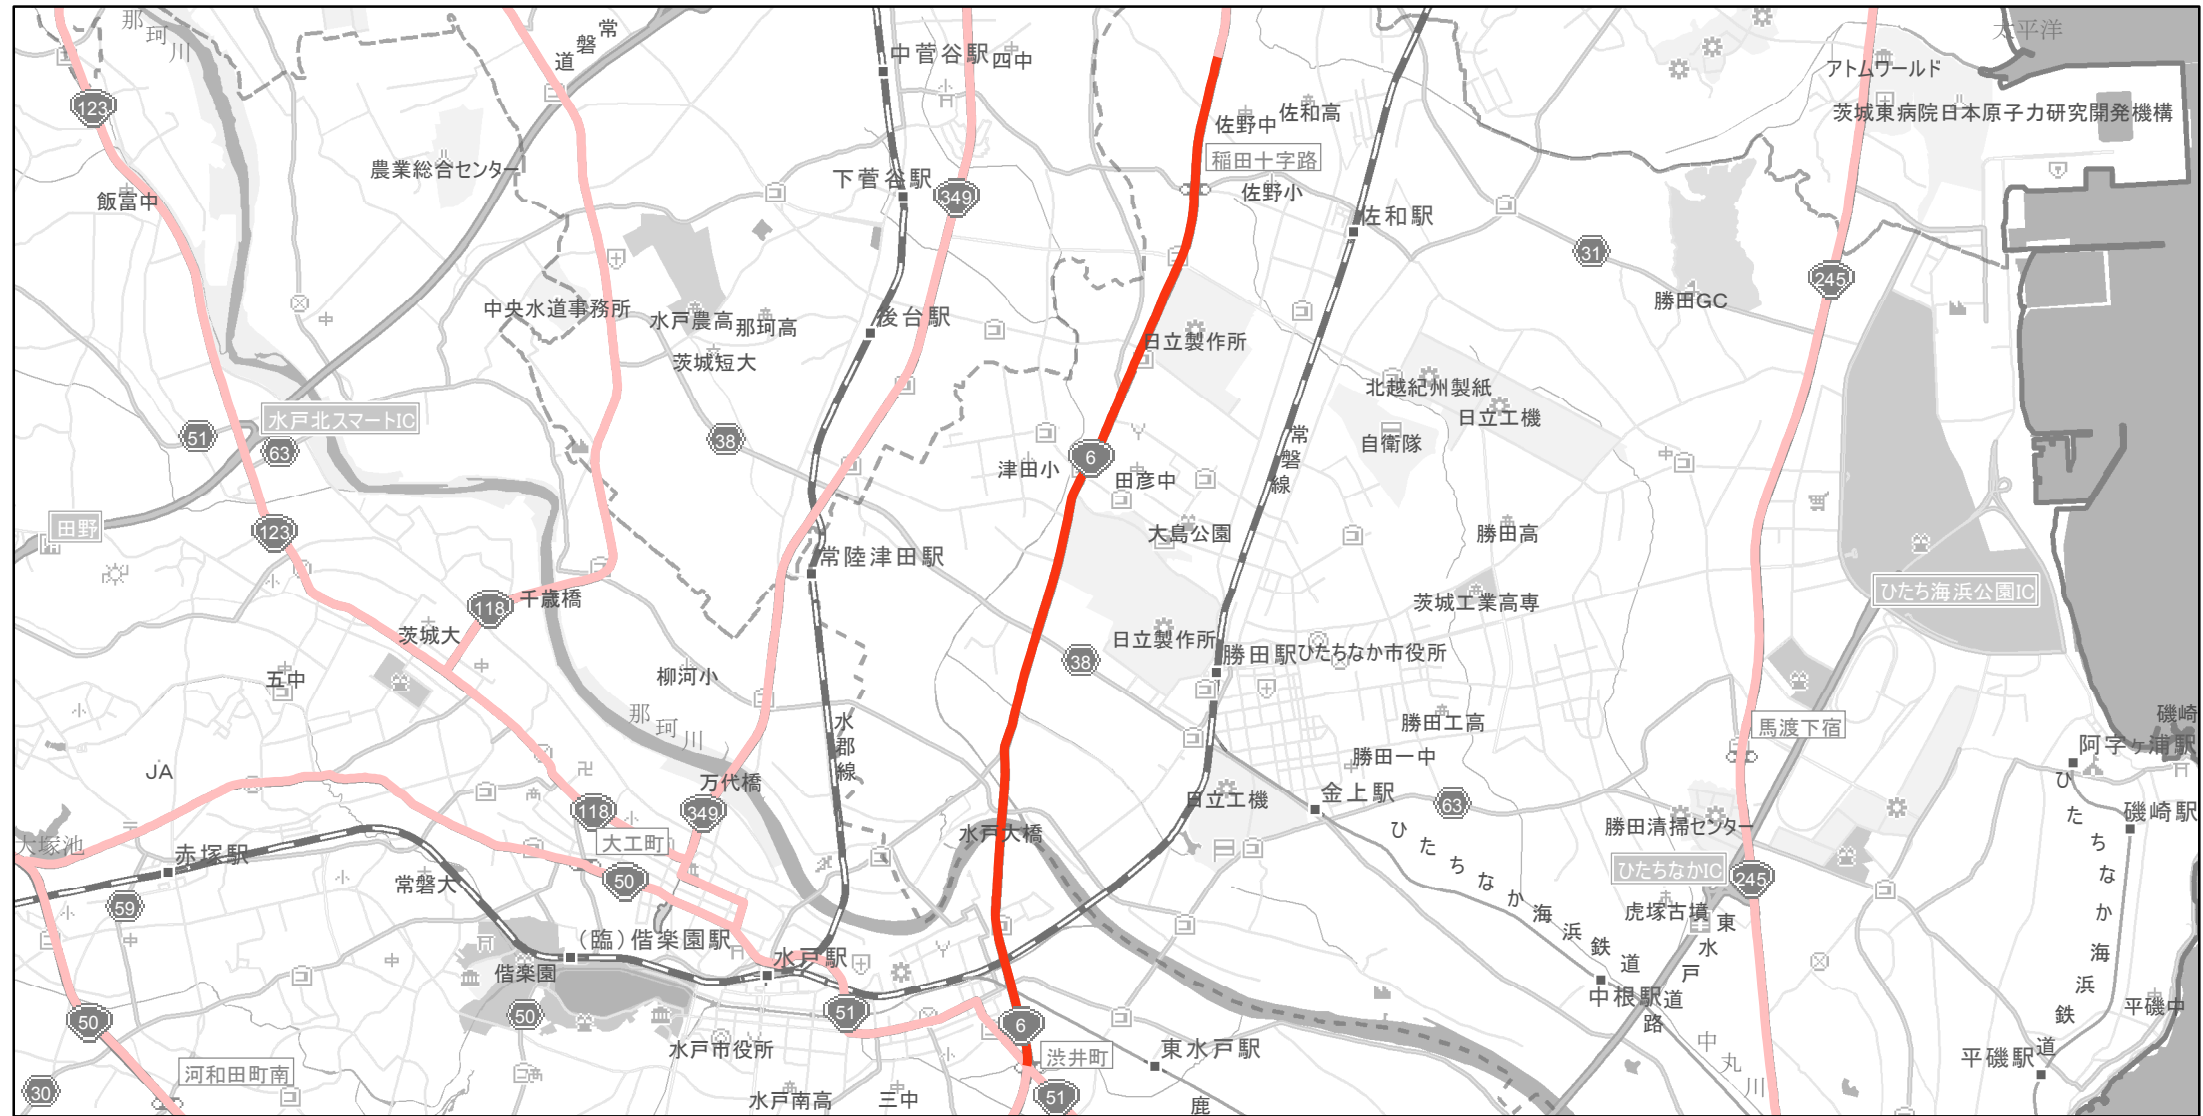 那珂川
常磐道
中菅谷駅
四中
太平洋
アトムワールド
123
佐野中
佐和高
茨城東病院
日本原子力研究開発機構
農業総合センター
稲田十字路
下菅谷駅
349
飯富中
佐野小
佐和駅
31
245
中央水道事務所
水戸農高
那珂高
後台駅
勝田GC
日立製作所
茨城短大
北越紀州製紙
日立工機
水戸北スマートIC
51
63
38
自衛隊
常磐線
6
津田小
田彦中
田野
123
大島公園
勝田高
常陸津田駅
ひたち海浜公園IC
118
千歳橋
茨城工業高専
茨城大
日立製作所
38
勝田駅
ひたちなか市役所
五中
柳河小
那珂川
水郡線
勝田工高
馬渡下宿
磯崎
阿字ヶ浦駅
JA
万代橋
勝田一中
日立工機
金上駅
63
118
349
大工町
水戸大橋
勝田清掃センター
磯崎駅
大塚池
赤塚駅
ひたちなか海浜鉄道
ひたちなか海浜鉄道
常磐大
50
59
ひたちなかIC
245
虎塚古墳
東水戸道路
(臨)偕楽園駅
偕楽園
水戸駅
中根駅
平磯中
50
50
51
6
水戸市役所
渋井町
東水戸駅
中丸川
平磯駅
河和田町南
30
水戸南高
三中
51
鹿